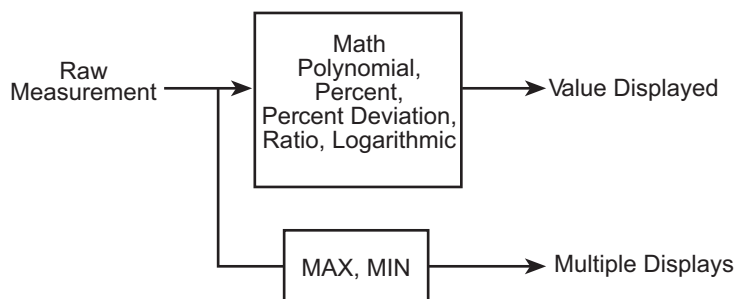 Raw
Measurement
Math
Polynomial,
Percent,
Percent Deviation,
Ratio, Logarithmic
Value Displayed
MAX, MIN
Multiple Displays